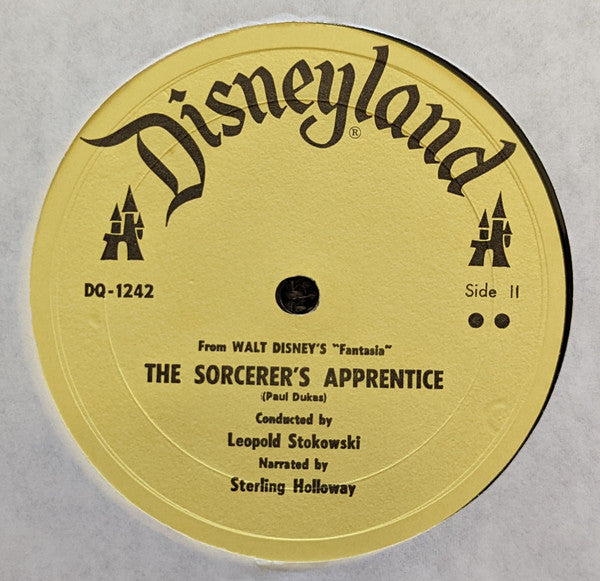 Disneyland
®
DQ-1242
Side II
From WALT DISNEY'S "Fantasia"
THE SORCERER'S APPRENTICE
(Paul Dukas)
Conducted by
Leopold Stokowski
Narrated by
Sterling Holloway